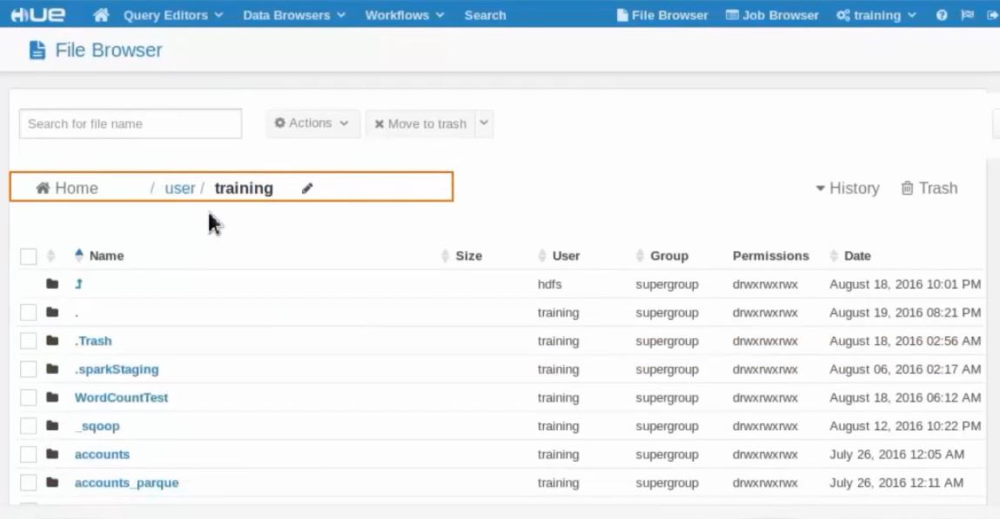 HUE Query Editors Data Browsers Workflows Search File Browser Job Browser training
File Browser
Search for file name Actions Move to trash
Home / user / training History Trash
Name Size User Group Permissions Date
hdfs supergroup drwxrwxrwx August 18, 2016 10:01 PM
. training supergroup drwxrwxrwx August 19, 2016 08:21 PM
.Trash training supergroup drwxrwxrwx August 18, 2016 02:56 AM
.sparkStaging training supergroup drwxrwxrwx August 06, 2016 02:17 AM
WordCountTest training supergroup drwxrwxrwx August 18, 2016 06:12 AM
_sqoop training supergroup drwxrwxrwx August 12, 2016 10:22 PM
accounts training supergroup drwxrwxrwx July 26, 2016 12:05 AM
accounts_parque training supergroup drwxrwxrwx July 26, 2016 12:11 AM